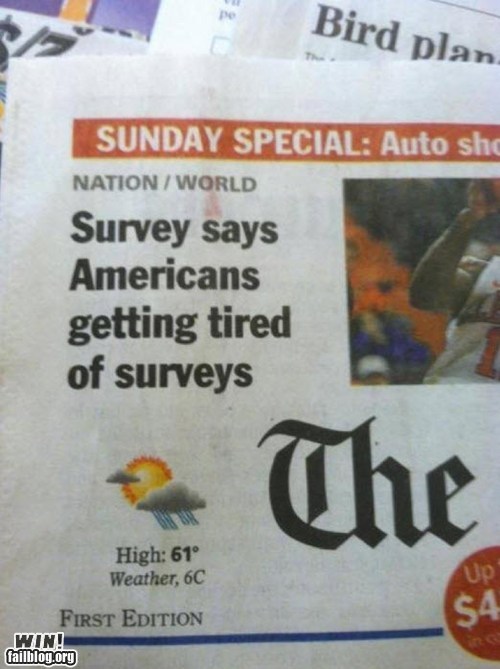 Bird plan
SUNDAY SPECIAL: Auto sho
NATION / WORLD
Survey says
Americans
getting tired
of surveys
The
High: 61°
Weather, 6C
FIRST EDITION
Up
$4
WIN!
failblog.org